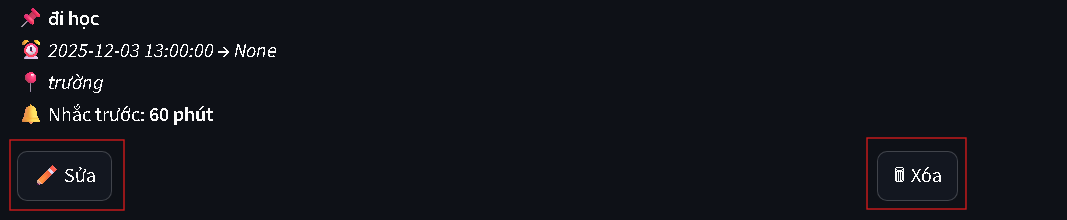 đi học
2025-12-03 13:00:00 → None
trường
Nhắc trước: 60 phút
Sửa
Xóa